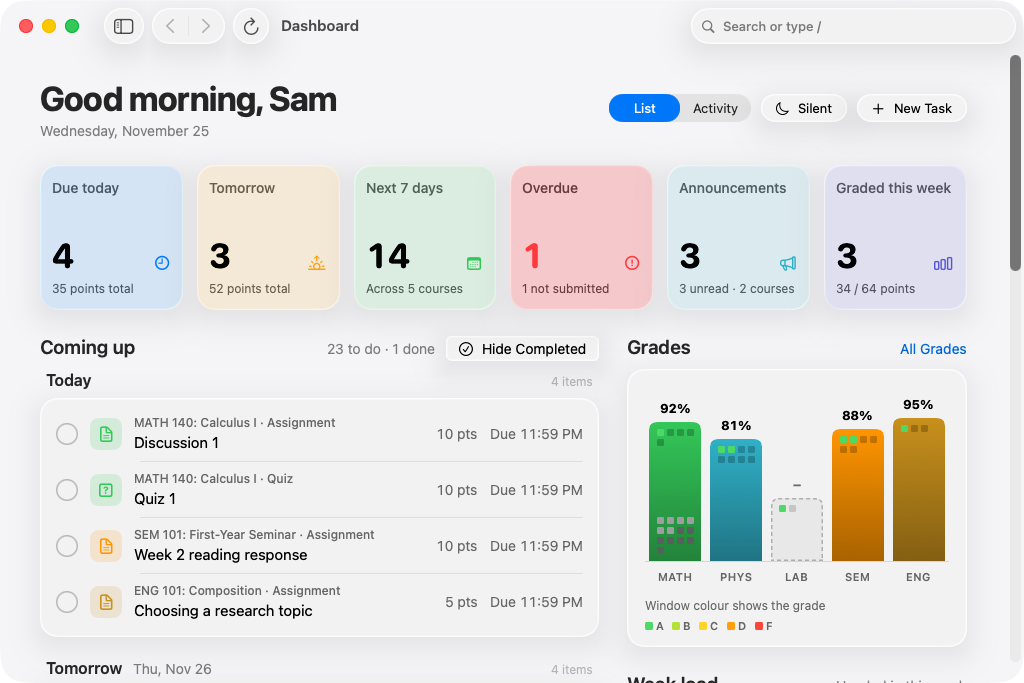 Dashboard
Search or type /
Good morning, Sam
Wednesday, November 25
List
Activity
Silent
New Task
Due today
4
35 points total
Tomorrow
3
52 points total
Next 7 days
14
Across 5 courses
Overdue
1
1 not submitted
Announcements
3
3 unread · 2 courses
Graded this week
3
34 / 64 points
Coming up
23 to do · 1 done
Hide Completed
Today
4 items
MATH 140: Calculus I · Assignment
Discussion 1
10 pts Due 11:59 PM
MATH 140: Calculus I · Quiz
Quiz 1
10 pts Due 11:59 PM
SEM 101: First-Year Seminar · Assignment
Week 2 reading response
10 pts Due 11:59 PM
ENG 101: Composition · Assignment
Choosing a research topic
5 pts Due 11:59 PM
Tomorrow Thu, Nov 26
4 items
Grades
All Grades
92%
81%
–
88%
95%
MATH
PHYS
LAB
SEM
ENG
Window colour shows the grade
A B C D F
Week load